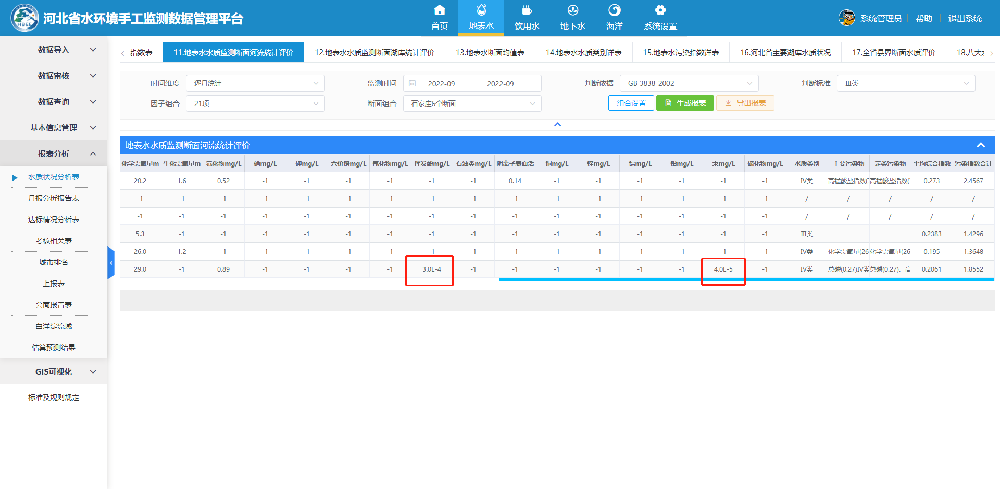 HBEE
河北省水环境手工监测数据管理平台
首页
地表水
饮用水
地下水
海洋
系统设置
系统管理员
帮助
退出系统
数据导入
数据审核
数据查询
基本信息管理
报表分析
水质状况分析表
月报分析报告表
达标情况分析表
考核相关表
城市排名
上报表
会商报告表
白洋淀流域
估算预测结果
GIS可视化
标准及规则规定
指数表 11.地表水水质监测断面河流统计评价 12.地表水水质监测断面湖库统计评价 13.地表水断面均值表 14.地表水水质类别详表 15.地表水污染指数详表 16.河北省主要湖库水质状况 17.全省县界断面水质评价 18.八大
时间维度 逐月统计 监测时间 2022-09 - 2022-09 判断依据 GB 3838-2002 判断标准 III类
因子组合 21项 断面组合 石家庄6个断面 组合设置 生成报表 导出报表
地表水水质监测断面河流统计评价
化学需氧量m 生化需氧量m 氟化物mg/L 硒mg/L 砷mg/L 六价铬mg/L 氰化物mg/L 挥发酚mg/L 石油类mg/L 阴离子表面活 铜mg/L 锌mg/L 镉mg/L 铅mg/L 汞mg/L 硫化物mg/L 水质类别 主要污染物 定类污染物 平均综合指数 污染指数合计
20.2 1.6 0.52 -1 -1 -1 -1 -1 -1 0.14 -1 -1 -1 -1 -1 -1 IV类 高锰酸盐指数( 高锰酸盐指数( 0.273 2.4567
-1 -1 -1 -1 -1 -1 -1 -1 -1 -1 -1 -1 -1 -1 -1 -1 / / / / /
-1 -1 -1 -1 -1 -1 -1 -1 -1 -1 -1 -1 -1 -1 -1 -1 / / / / /
5.3 -1 -1 -1 -1 -1 -1 -1 -1 -1 -1 -1 -1 -1 -1 -1 III类 0.2383 1.4296
26.0 1.2 -1 -1 -1 -1 -1 -1 -1 -1 -1 -1 -1 -1 -1 -1 IV类 化学需氧量(26 化学需氧量(26 0.195 1.3648
29.0 -1 0.89 -1 -1 -1 -1 3.0E-4 -1 -1 -1 -1 -1 -1 4.0E-5 -1 IV类 总磷(0.27)IV类 总磷(0.27)、高 0.2061 1.8552